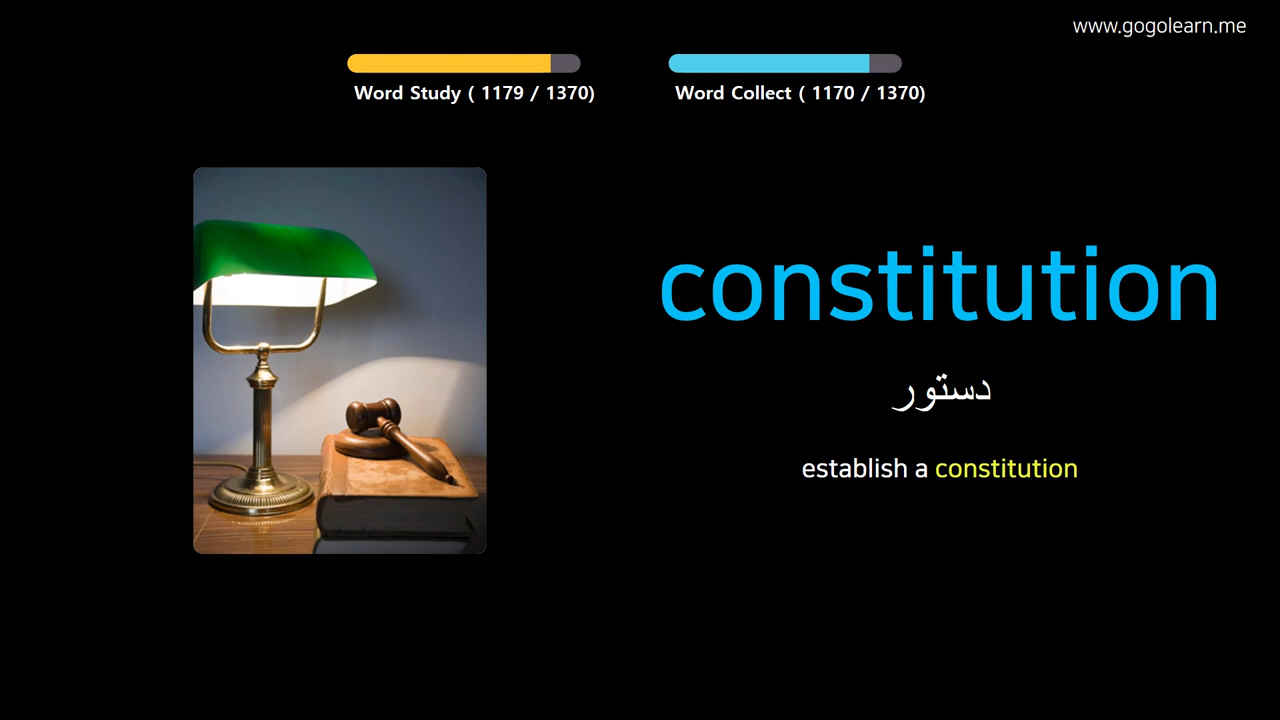 www.gogolearn.me
Word Study ( 1179 / 1370)
Word Collect ( 1170 / 1370)
constitution
دستور
establish a constitution